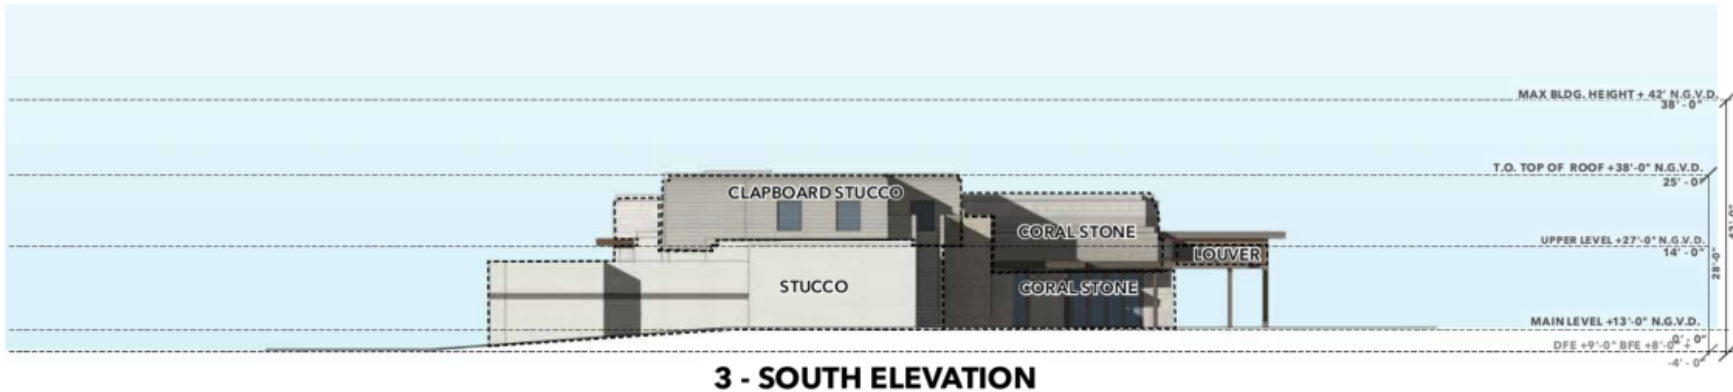 MAX BLDG. HEIGHT + 42' N.G.V.D.
38' - 0"
T.O. TOP OF ROOF +38'-0" N.G.V.D.
25' - 0"
CLAPBOARD STUCCO
CORAL STONE
UPPER LEVEL +27'-0" N.G.V.D.
14' - 0"
LOUVER
28'-0"
STUCCO
CORAL STONE
MAIN LEVEL +13'-0" N.G.V.D.
0' - 0"
DFE +9'-0" BFE +8'-0"
-4' - 0"
3 - SOUTH ELEVATION